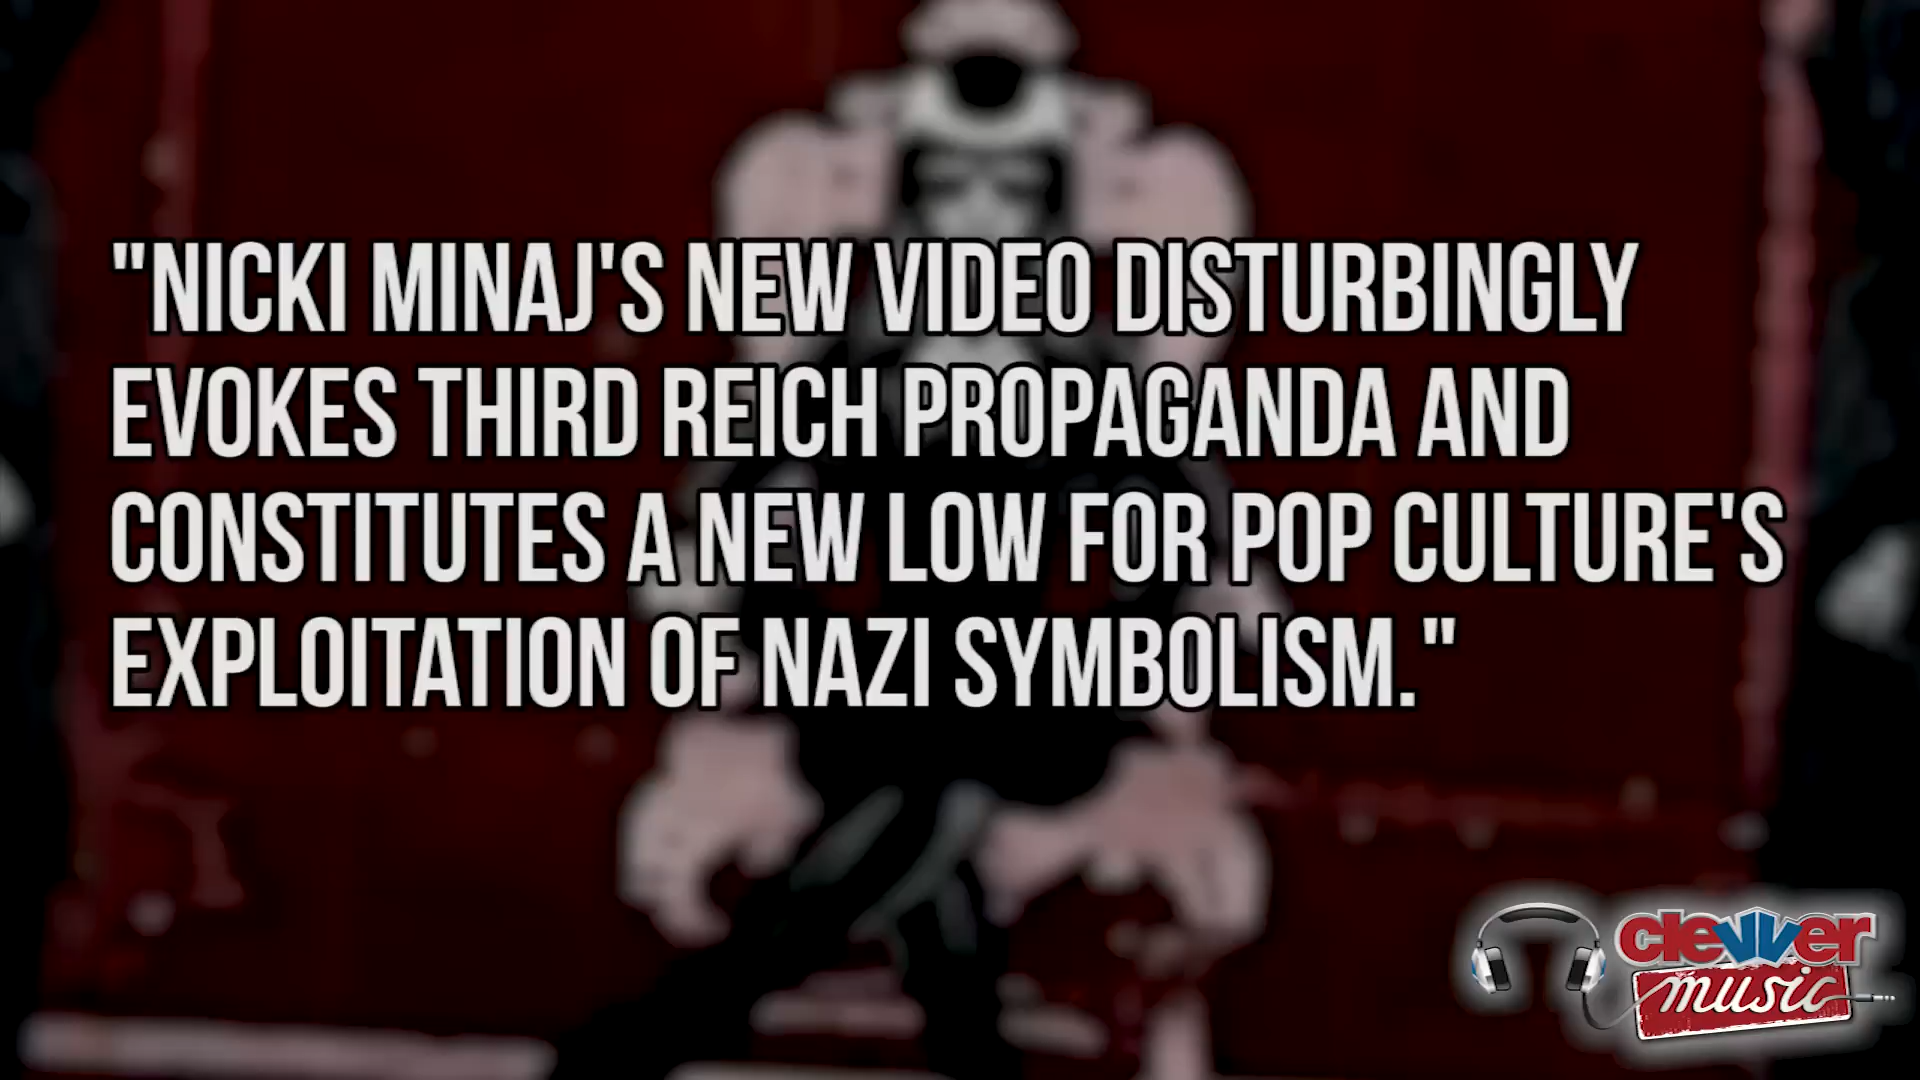 "NICKI MINAJ'S NEW VIDEO DISTURBINGLY
EVOKES THIRD REICH PROPAGANDA AND
CONSTITUTES A NEW LOW FOR POP CULTURE'S
EXPLOITATION OF NAZI SYMBOLISM."
clevver
music